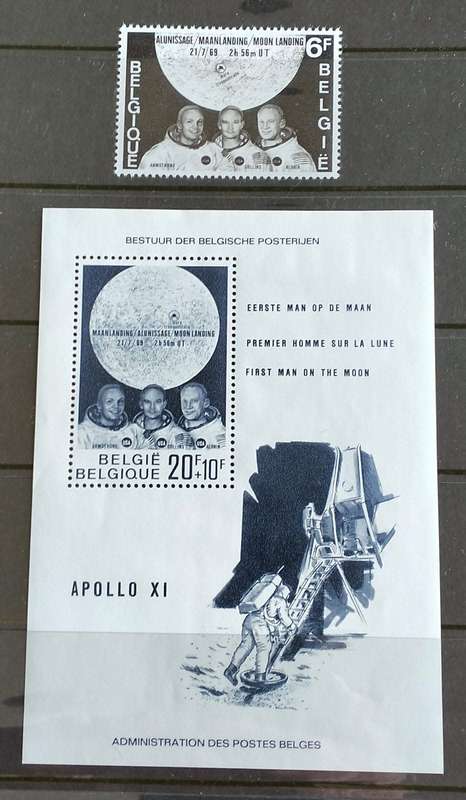 ALUNISSAGE/MAANLANDING/MOON LANDING 6F
21/7/69 2h 56m UT
BELGIQUE
BELGIË
ARMSTRONG COLLINS ALDRIN
BESTUUR DER BELGISCHE POSTERIJEN
MAANLANDING/ALUNISSAGE/MOON LANDING
21/7/69 2h 56m UT
USA USA USA
ARMSTRONG COLLINS ALDRIN
BELGIË
BELGIQUE 20F+10F
EERSTE MAN OP DE MAAN
PREMIER HOMME SUR LA LUNE
FIRST MAN ON THE MOON
APOLLO XI
ADMINISTRATION DES POSTES BELGES